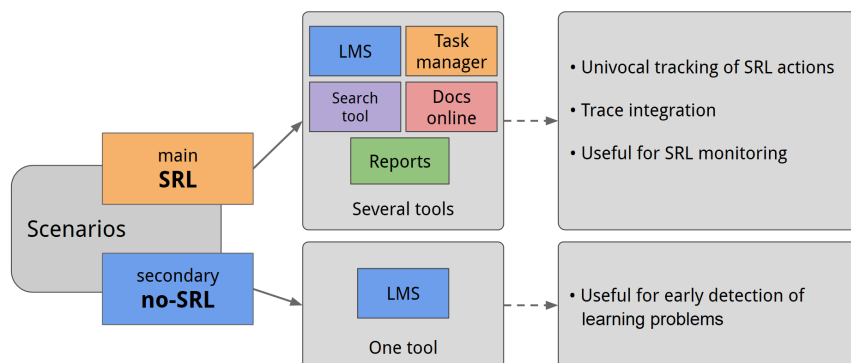 Scenarios
main
SRL
secondary
no-SRL
LMS
Task
manager
Search
tool
Docs
online
Reports
Several tools
• Univocal tracking of SRL actions
• Trace integration
• Useful for SRL monitoring
LMS
One tool
• Useful for early detection of
learning problems